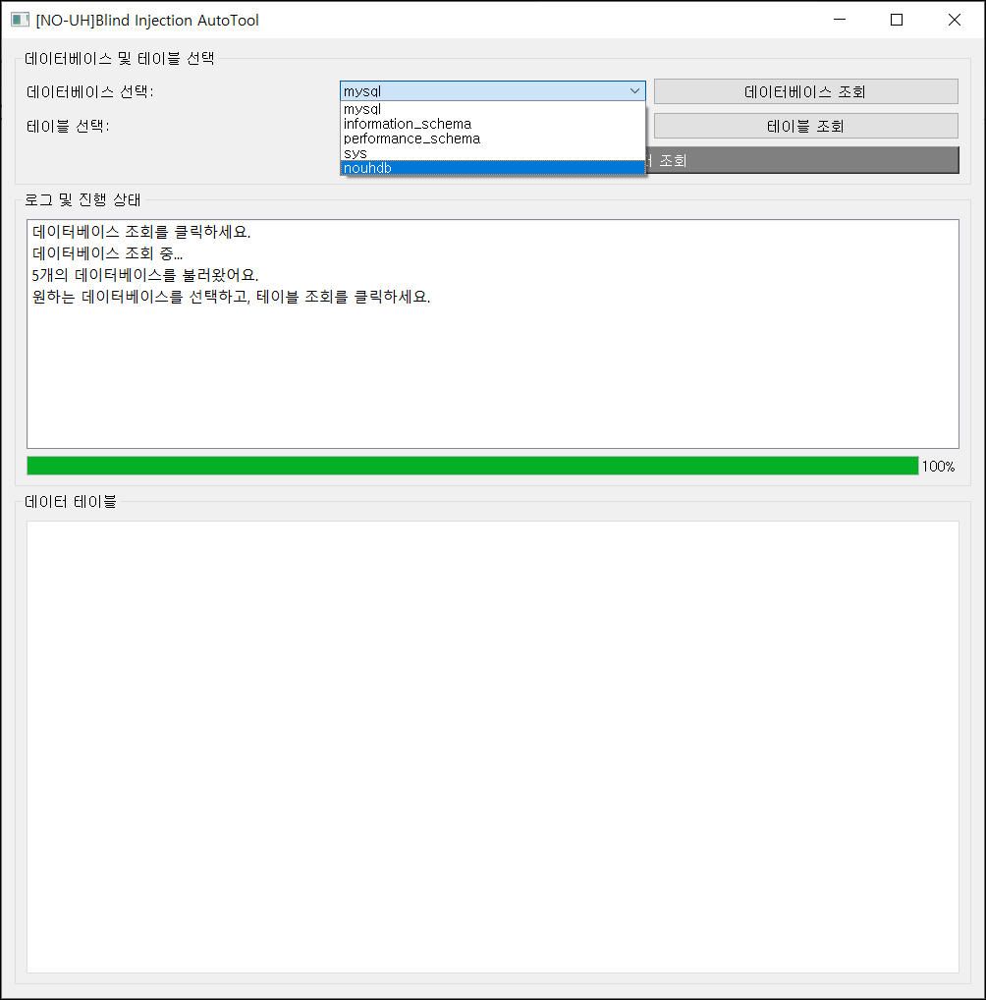 [NO-UH]Blind Injection AutoTool
데이터베이스 및 테이블 선택
데이터베이스 선택:
mysql
데이터베이스 조회
mysql
information_schema
performance_schema
sys
nouhdb
테이블 선택:
테이블 조회
조회
로그 및 진행 상태
데이터베이스 조회를 클릭하세요.
데이터베이스 조회 중...
5개의 데이터베이스를 불러왔어요.
원하는 데이터베이스를 선택하고, 테이블 조회를 클릭하세요.
100%
데이터 테이블